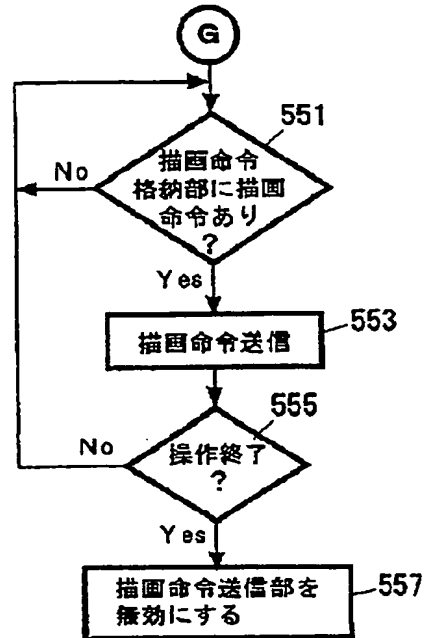 G
551
描画命令
格納部に描画
命令あり
?
No
Yes
553
描画命令送信
555
操作終了
?
No
Yes
557
描画命令送信部を
無効にする